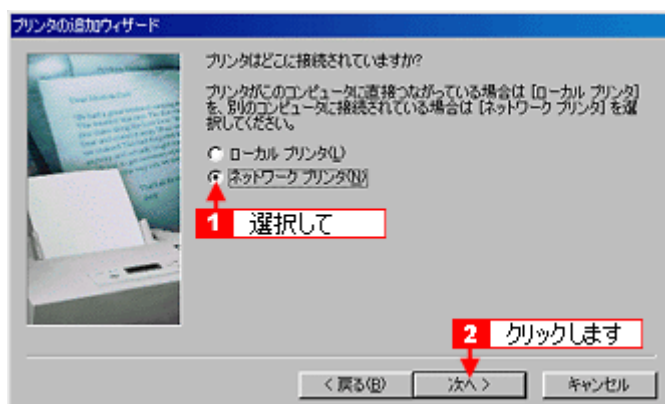 プリンタの追加ウィザード
プリンタはどこに接続されていますか?
プリンタがこのコンピュータに直接つながっている場合は [ローカル プリンタ]
を、別のコンピュータに接続されている場合は [ネットワーク プリンタ] を選
択してください。
ローカル プリンタ(L)
ネットワーク プリンタ(N)
1 選択して
2 クリックします
< 戻る(B)
次へ >
キャンセル